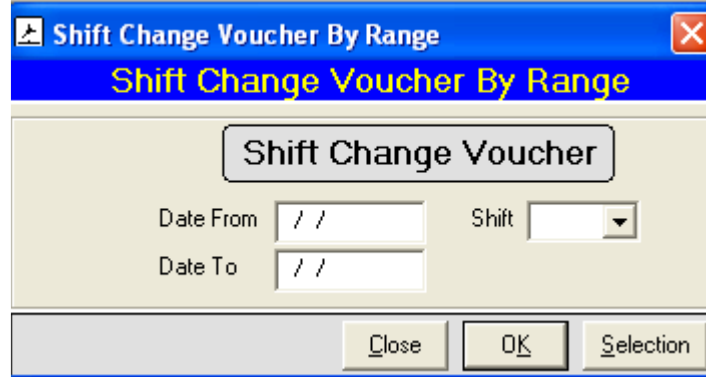 Shift Change Voucher By Range
Shift Change Voucher By Range
Shift Change Voucher
Date From / / Shift
Date To / /
Close OK Selection